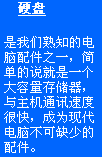 硬盘
是我们熟知的电
脑配件之一，简
单的说就是一个
大容量存储器，
与主机通讯速度
很快，成为现代
电脑不可缺少的
配件。